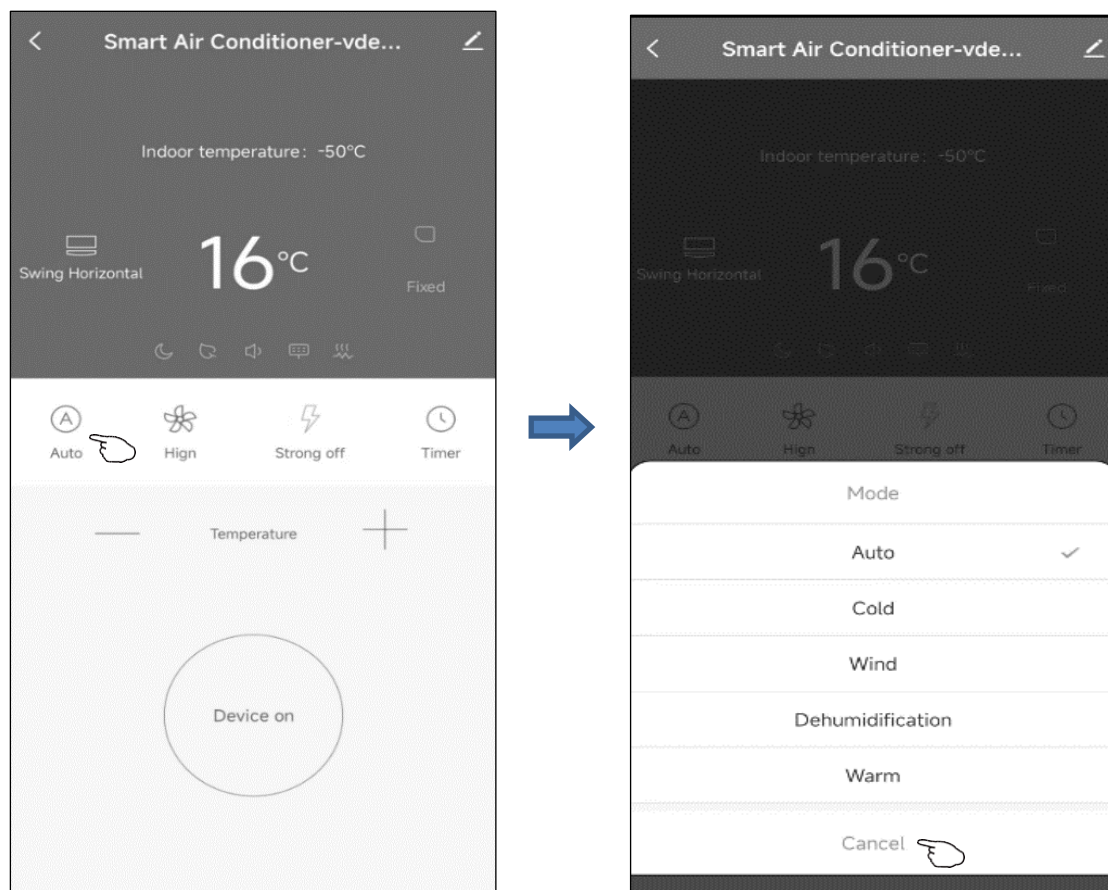 Smart Air Conditioner-vde...
Indoor temperature: -50°C
Swing Horizontal
16°C
Fixed
Auto
Hign
Strong off
Timer
Temperature
Device on
Smart Air Conditioner-vde...
Indoor temperature: -50°C
Swing Horizontal
16°C
Fixed
Auto
Hign
Strong off
Timer
Mode
Auto
Cold
Wind
Dehumidification
Warm
Cancel